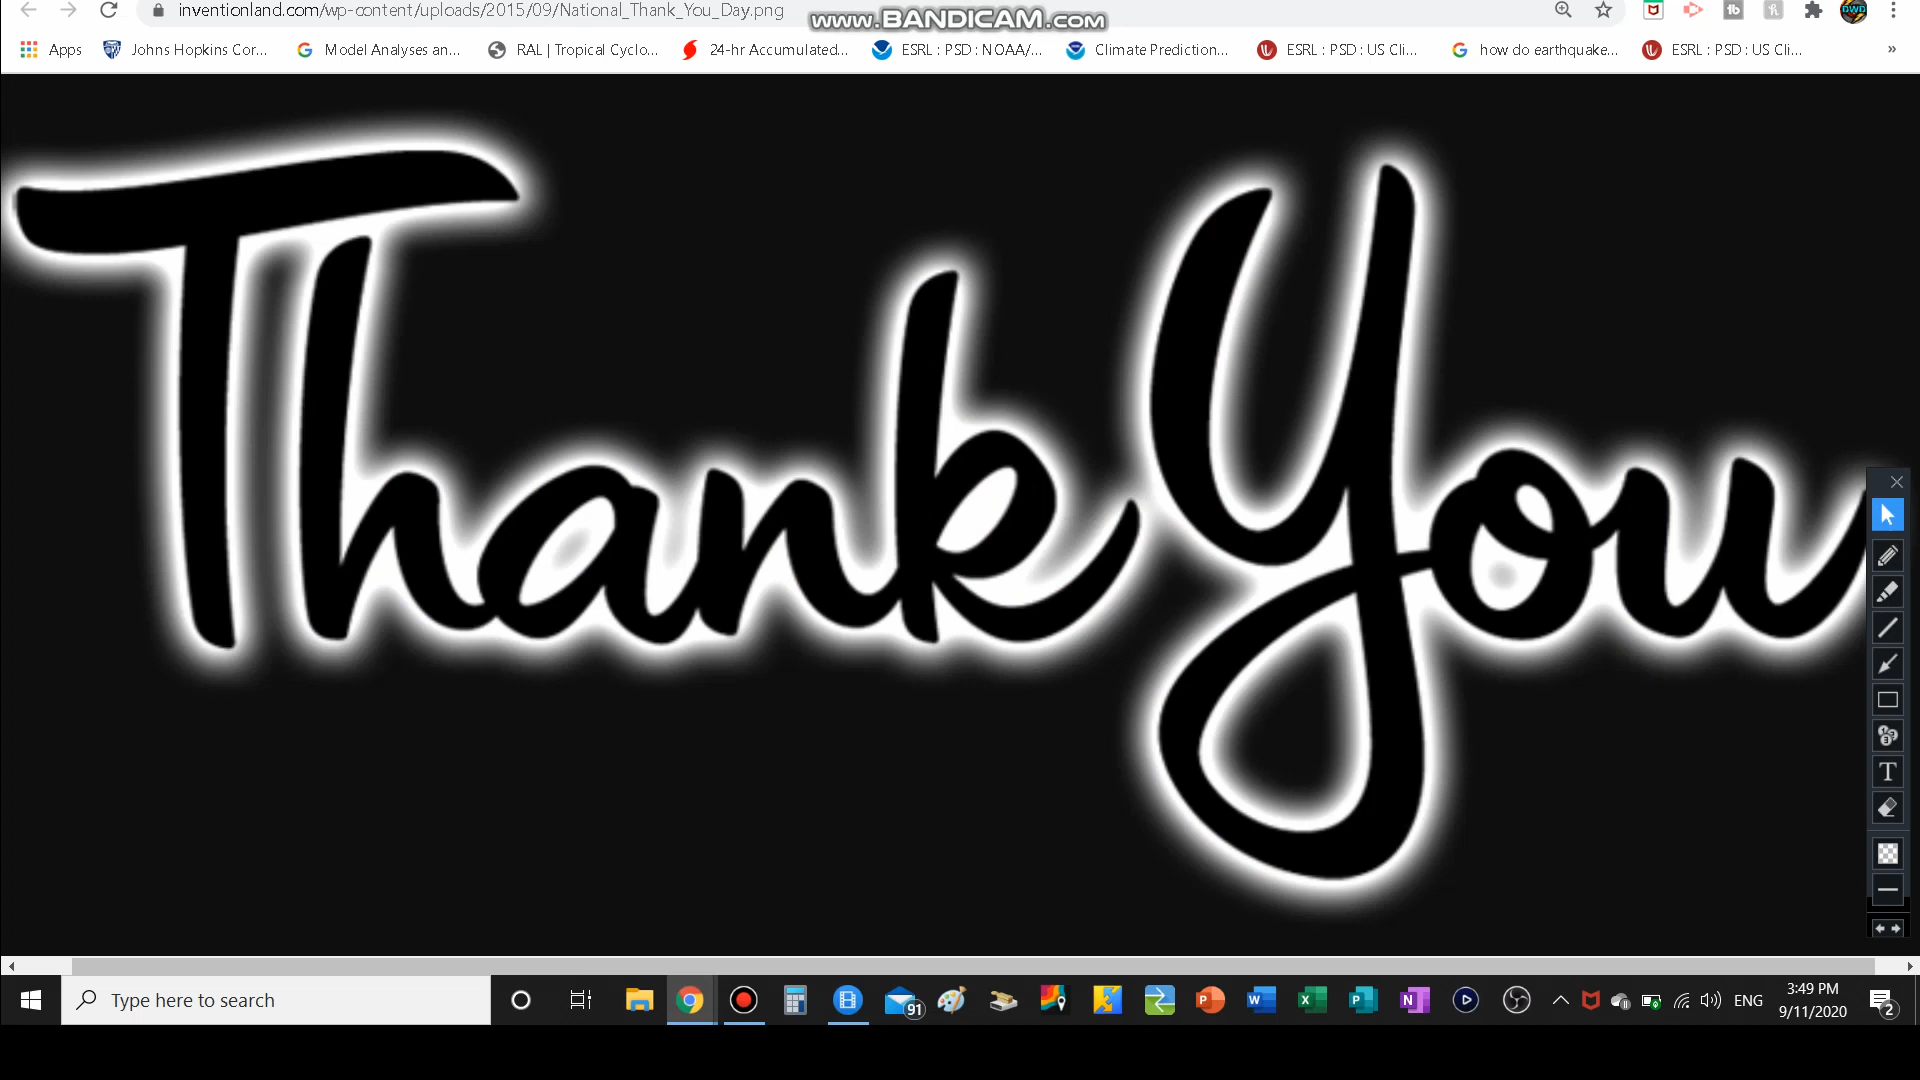 inventionland.com/wp-content/uploads/2015/09/National_Thank_You_Day.png
www.BANDICAM.com
Apps
Johns Hopkins Cor...
Model Analyses an...
RAL | Tropical Cyclo...
24-hr Accumulated...
ESRL : PSD : NOAA/...
Climate Prediction...
ESRL : PSD : US Cli...
how do earthquake...
ESRL : PSD : US Cli...
»
Thank You
Type here to search
91
ENG
3:49 PM
9/11/2020
2